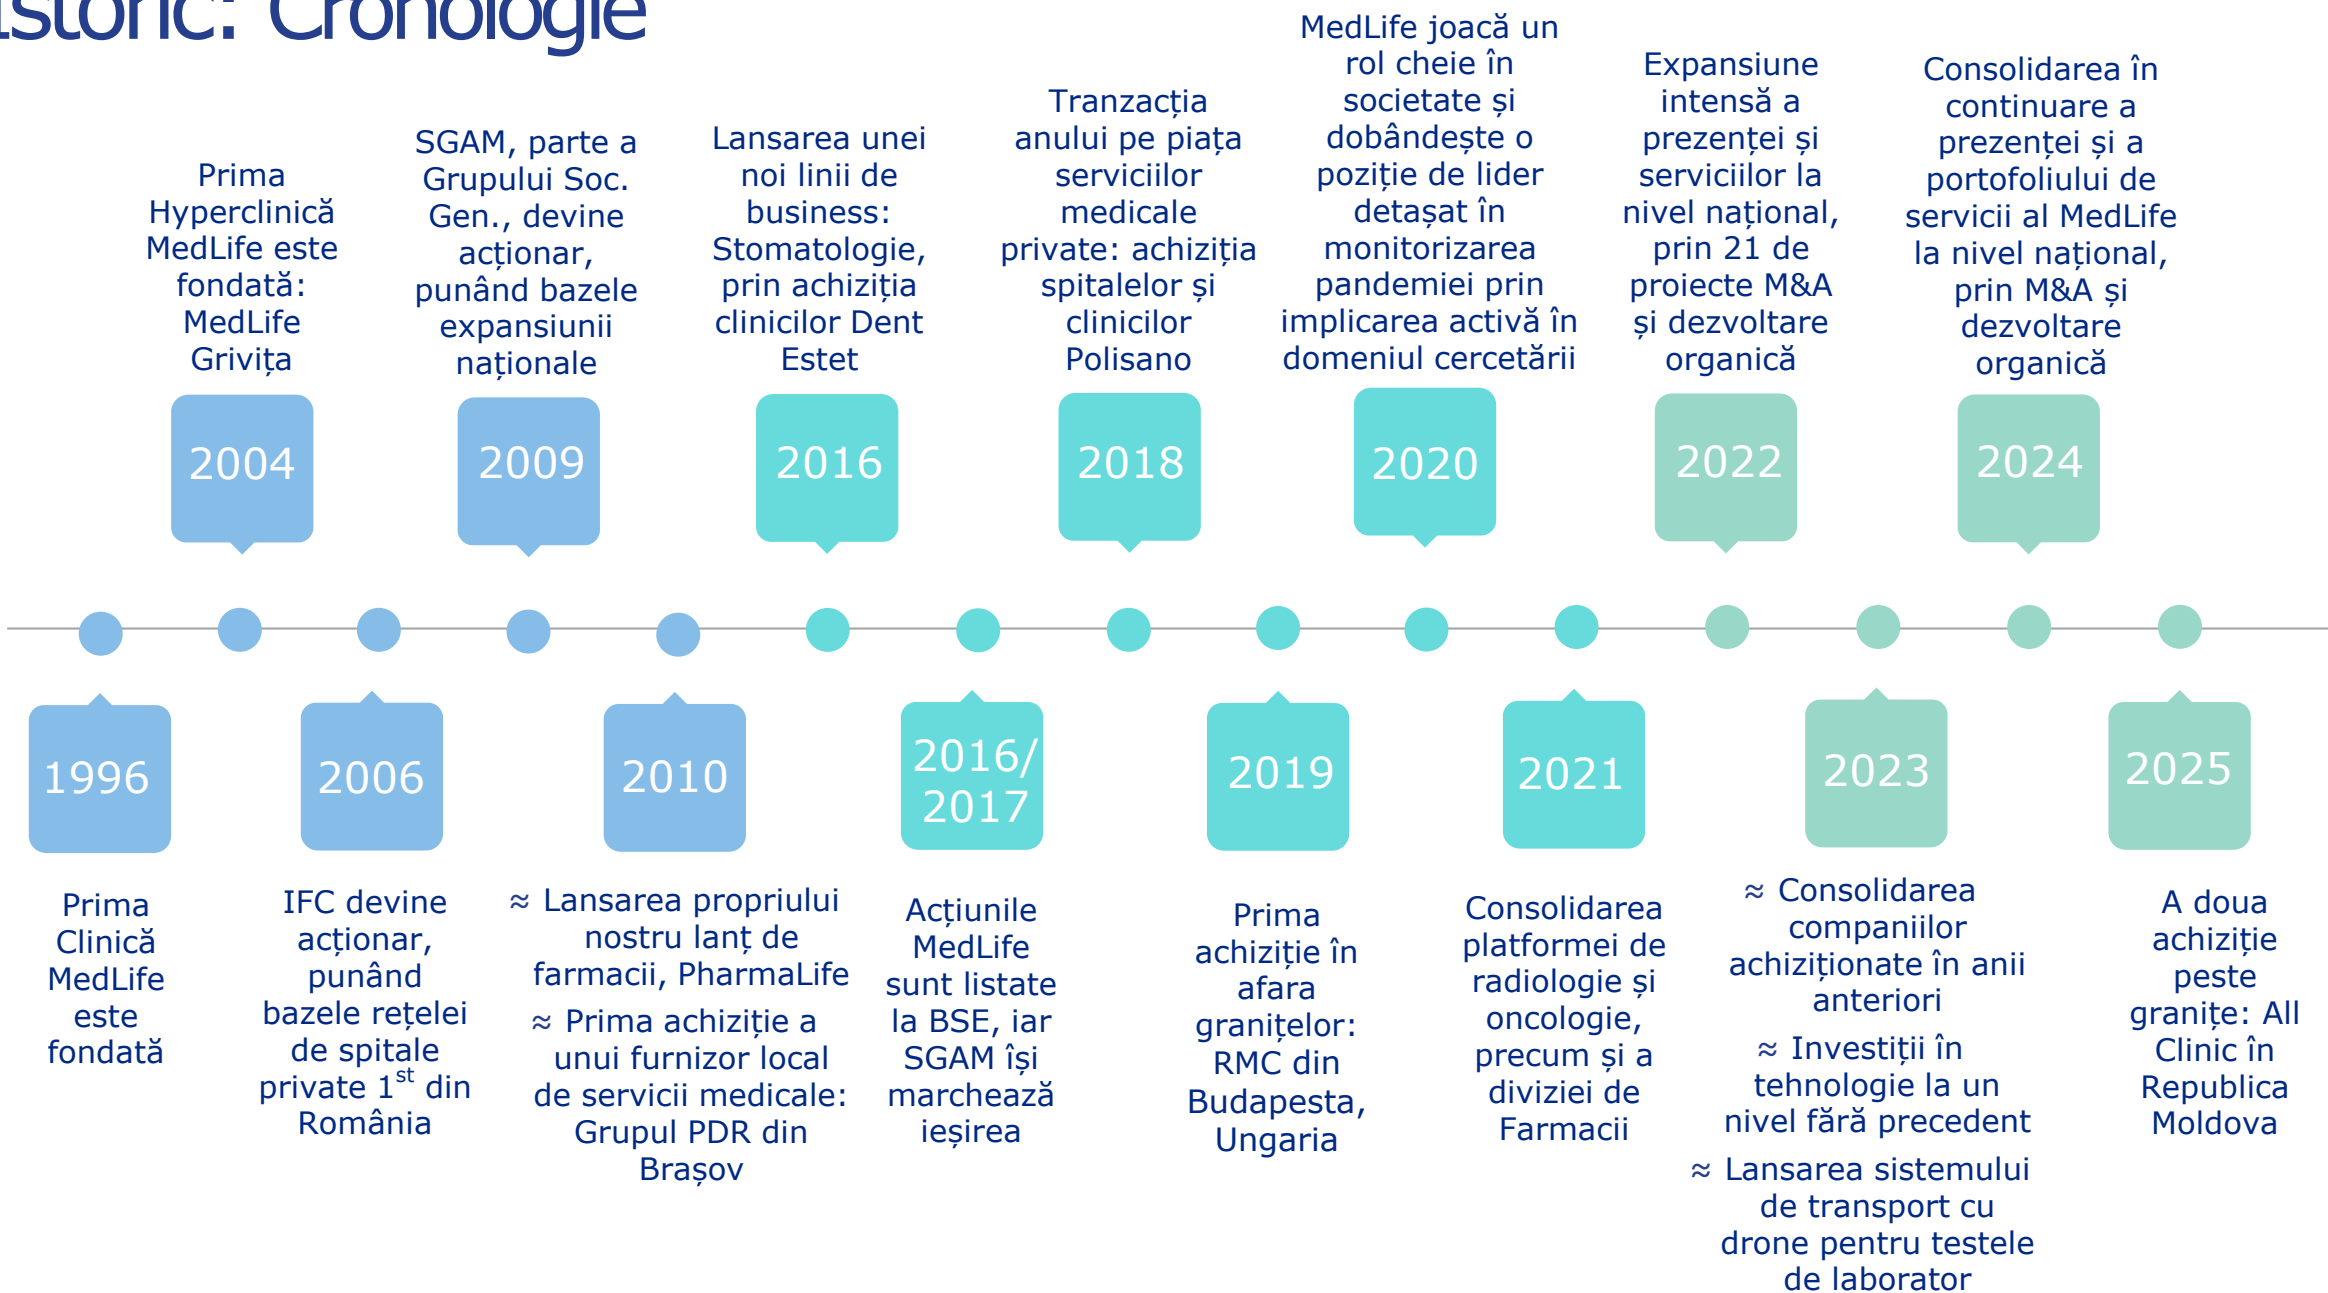 Istoric: Cronologie
Prima
Hyperclinică
MedLife este
fondată:
MedLife
Grivița
SGAM, parte a
Grupului Soc.
Gen., devine
acționar,
punând bazele
expansiunii
naționale
Lansarea unei
noi linii de
business:
Stomatologie,
prin achiziția
clinicilor Dent
Estet
Tranzacția
anului pe piața
serviciilor
medicale
private: achiziția
spitalelor și
clinicilor
Polisano
MedLife joacă un
rol cheie în
societate și
dobândește o
poziție de lider
detașat în
monitorizarea
pandemiei prin
implicarea activă în
domeniul cercetării
Expansiune
intensă a
prezenței și
serviciilor la
nivel național,
prin 21 de
proiecte M&A
și dezvoltare
organică
Consolidarea în
continuare a
prezenței și a
portofoliului de
servicii al MedLife
la nivel național,
prin M&A și
dezvoltare
organică
2004
2009
2016
2018
2020
2022
2024
1996
2006
2010
2016/
2017
2019
2021
2023
2025
Prima
Clinică
MedLife
este
fondată
IFC devine
acționar,
punând
bazele rețelei
de spitale
private 1st din
România
≈ Lansarea propriului
nostru lanț de
farmacii, PharmaLife
≈ Prima achiziție a
unui furnizor local
de servicii medicale:
Grupul PDR din
Brașov
Acțiunile
MedLife
sunt listate
la BSE, iar
SGAM își
marchează
ieșirea
Prima
achiziție în
afara
granițelor:
RMC din
Budapesta,
Ungaria
Consolidarea
platformei de
radiologie și
oncologie,
precum și a
diviziei de
Farmacii
≈ Consolidarea
companiilor
achiziționate în anii
anteriori
≈ Investiții în
tehnologie la un
nivel fără precedent
≈ Lansarea sistemului
de transport cu
drone pentru testele
de laborator
A doua
achiziție
peste
granițe: All
Clinic în
Republica
Moldova